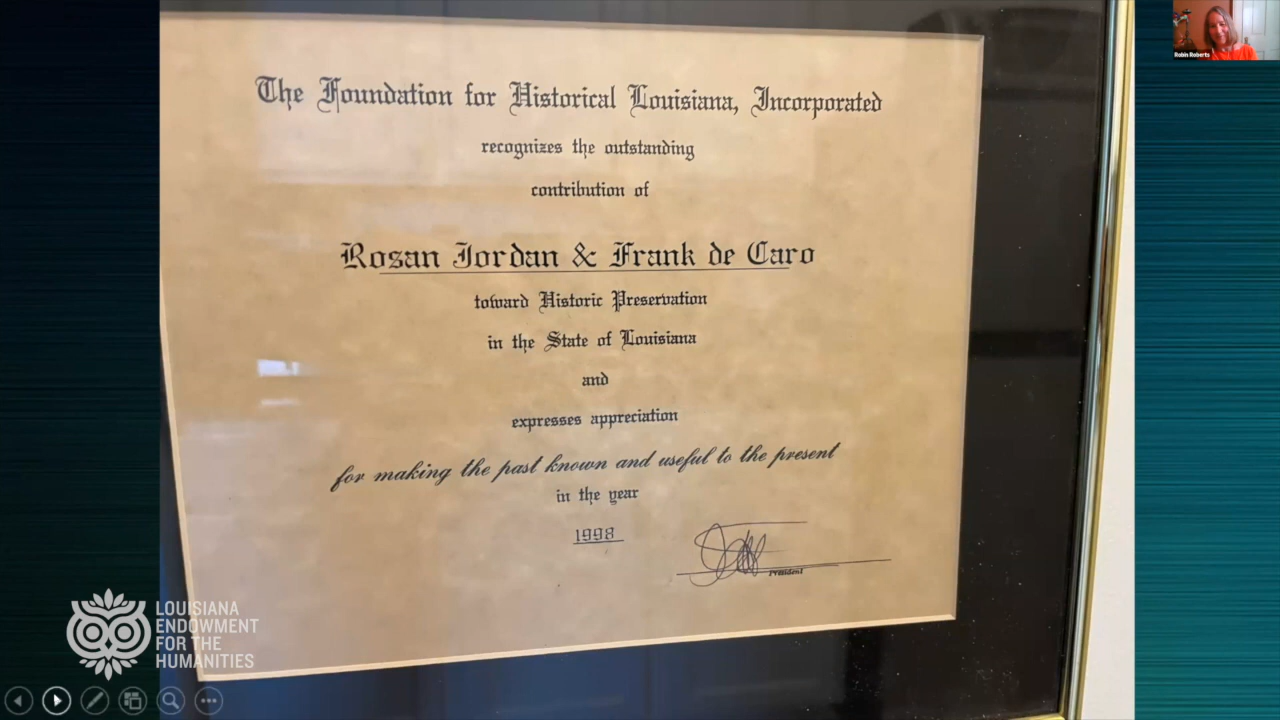 Robin Roberts
The Foundation for Historical Louisiana, Incorporated
recognizes the outstanding
contribution of
Rosan Jordan & Frank de Caro
toward Historic Preservation
in the State of Louisiana
and
expresses appreciation
for making the past known and useful to the present
in the year
1998
President
LOUISIANA
ENDOWMENT
FOR THE
HUMANITIES